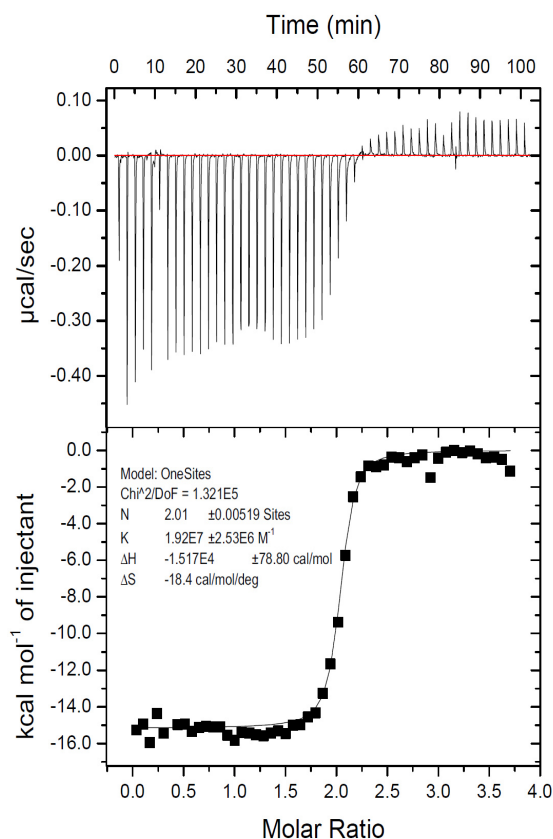 Time (min)
0 10 20 30 40 50 60 70 80 90 100
0.10
0.00
-0.10
-0.20
-0.30
-0.40
µcal/sec
0.0
-2.0
-4.0
-6.0
-8.0
-10.0
-12.0
-14.0
-16.0
kcal mol⁻¹ of injectant
Model: OneSites
Chi^2/DoF = 1.321E5
N 2.01 ±0.00519 Sites
K 1.92E7 ±2.53E6 M⁻¹
ΔH -1.517E4 ±78.80 cal/mol
ΔS -18.4 cal/mol/deg
0.0 0.5 1.0 1.5 2.0 2.5 3.0 3.5 4.0
Molar Ratio